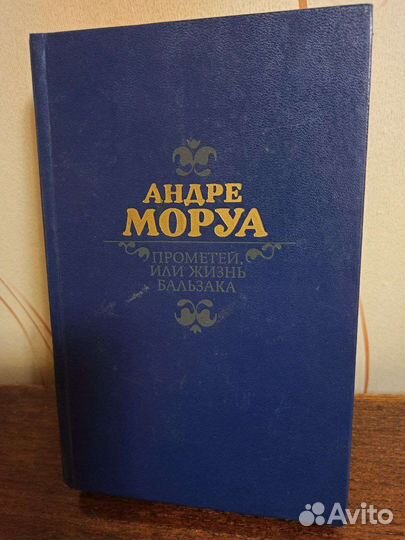 АНДРЕ
МОРУА
ПРОМЕТЕЙ,
ИЛИ ЖИЗНЬ
БАЛЬЗАКА
Avito